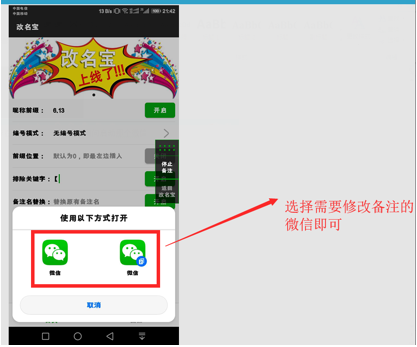 中国电信
中国移动
13 B/s
21:42
改名宝
改名宝
上线了!!!
昵称前缀: 6,13
开启
编号模式: 无编号模式
前缀位置: 默认为0,即最左边插入
停止
备注
排除关键字: 【
返回
改名宝
备注名替换: 替换原有备注名
使用以下方式打开
微信
微信
取消
选择需要修改备注的
微信即可